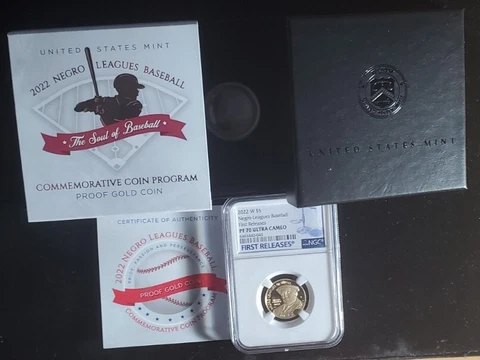 UNITED STATES MINT
2022 NEGRO LEAGUES BASEBALL
The Soul of Baseball
COMMEMORATIVE COIN PROGRAM
PROOF GOLD COIN
UNITED STATES MINT
CERTIFICATE OF AUTHENTICITY
2022 NEGRO LEAGUES BASEBALL
PROOF GOLD COIN
COMMEMORATIVE COIN PROGRAM
2022 W $5
Negro Leagues Baseball
First Releases
PF 70 ULTRA CAMEO
FIRST RELEASES
NGC